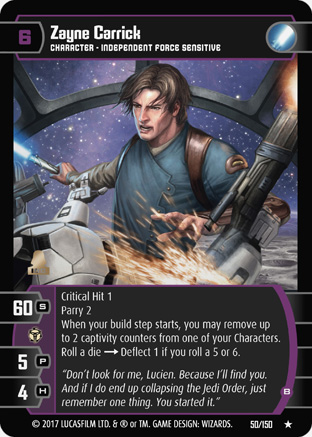 6
Zayne Carrick
CHARACTER - INDEPENDENT FORCE SENSITIVE
60 S
5 P
4 H
Critical Hit 1
Parry 2
When your build step starts, you may remove up
to 2 captivity counters from one of your Characters.
Roll a die → Deflect 1 if you roll a 5 or 6.
"Don't look for me, Lucien. Because I'll find you.
And if I do end up collapsing the Jedi Order, just
remember one thing. You started it."
B
© 2017 LUCASFILM LTD. & ® or TM. GAME DESIGN: WIZARDS. 50/150 ★